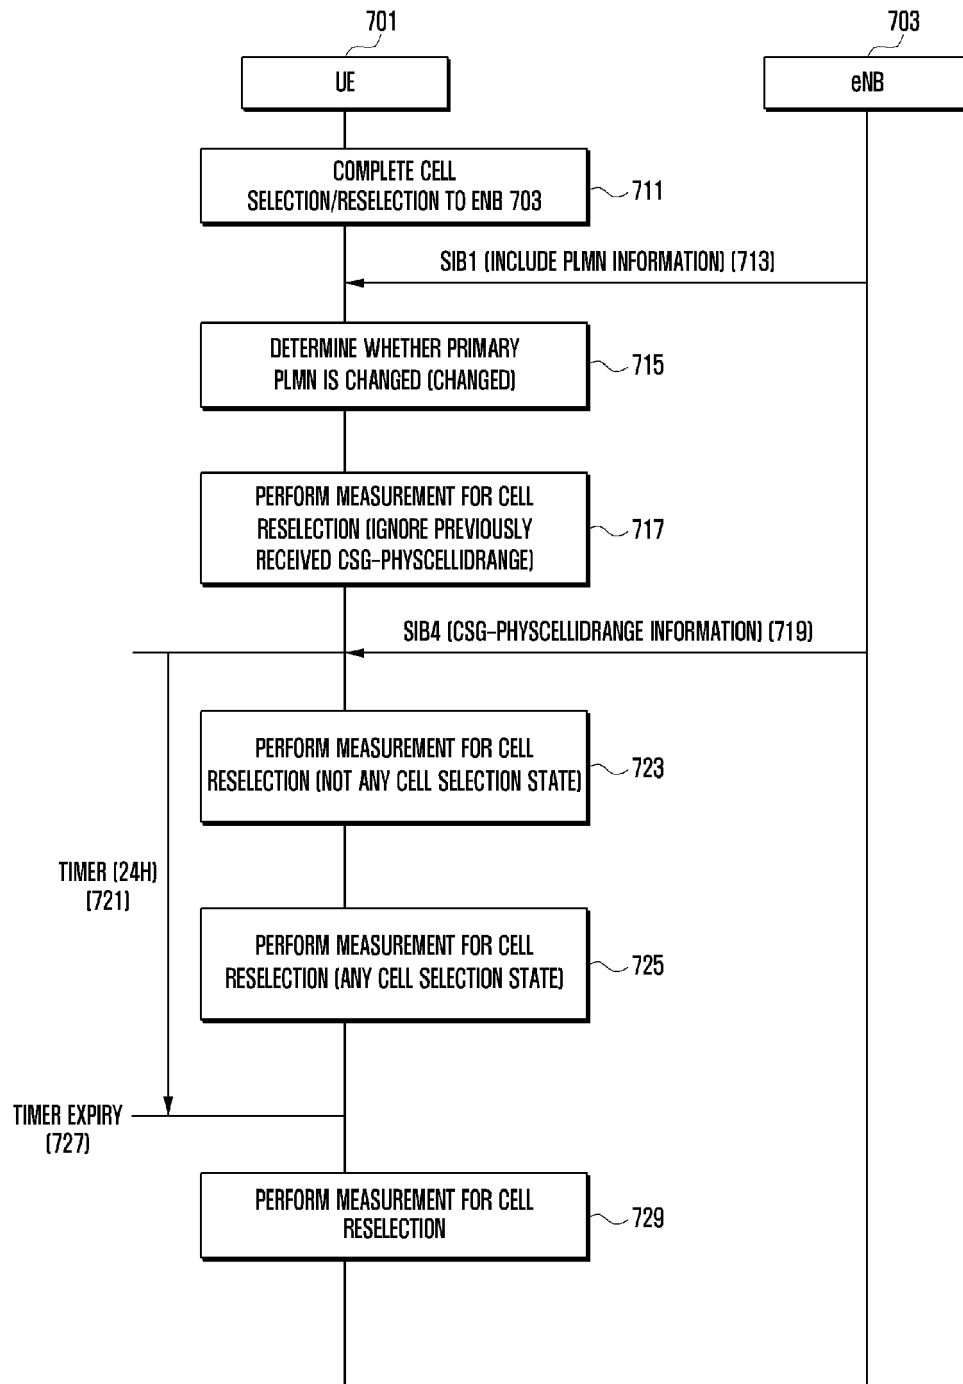 701
703
UE
eNB
COMPLETE CELL
SELECTION/RESELECTION TO ENB 703
711
SIB1 (INCLUDE PLMN INFORMATION) (713)
DETERMINE WHETHER PRIMARY
PLMN IS CHANGED (CHANGED)
715
PERFORM MEASUREMENT FOR CELL
RESELECTION (IGNORE PREVIOUSLY
RECEIVED CSG-PHYSCELLIDRANGE)
717
SIB4 (CSG-PHYSCELLIDRANGE INFORMATION) (719)
PERFORM MEASUREMENT FOR CELL
RESELECTION (NOT ANY CELL SELECTION STATE)
723
TIMER (24H)
(721)
PERFORM MEASUREMENT FOR CELL
RESELECTION (ANY CELL SELECTION STATE)
725
TIMER EXPIRY
(727)
PERFORM MEASUREMENT FOR CELL
RESELECTION
729